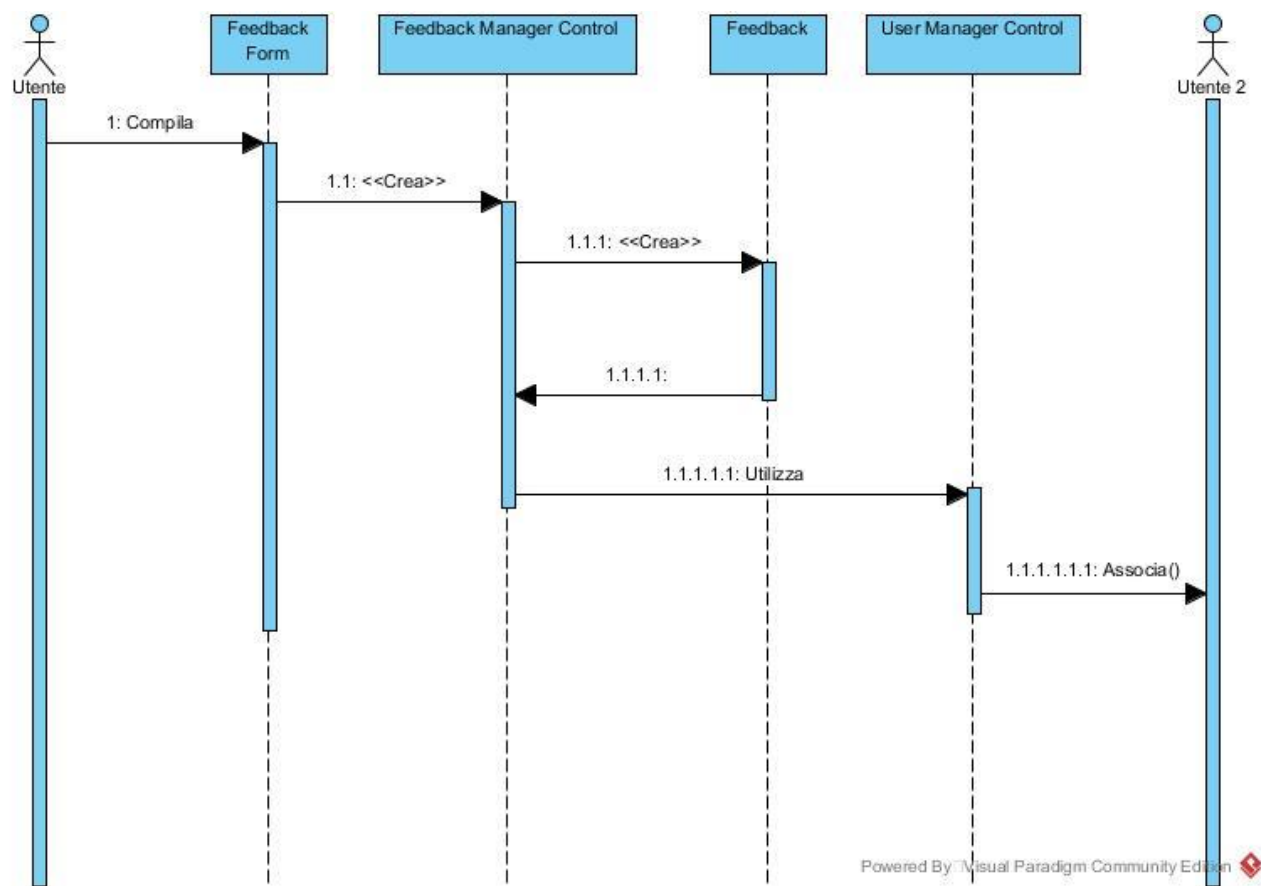 Feedback
Form
Feedback Manager Control
Feedback
User Manager Control
Utente
Utente 2
1: Compila
1.1: <<Crea>>
1.1.1: <<Crea>>
1.1.1.1:
1.1.1.1.1: Utilizza
1.1.1.1.1.1: Associa()
Powered By Visual Paradigm Community Edition